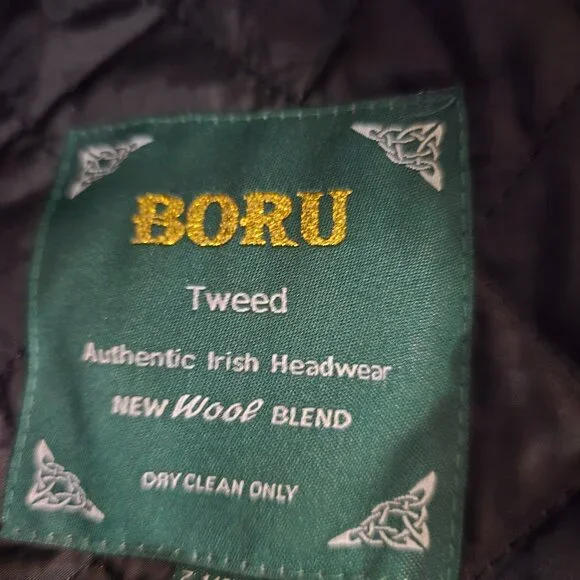 BORU
Tweed
Authentic Irish Headwear
NEW Wool BLEND
DRY CLEAN ONLY